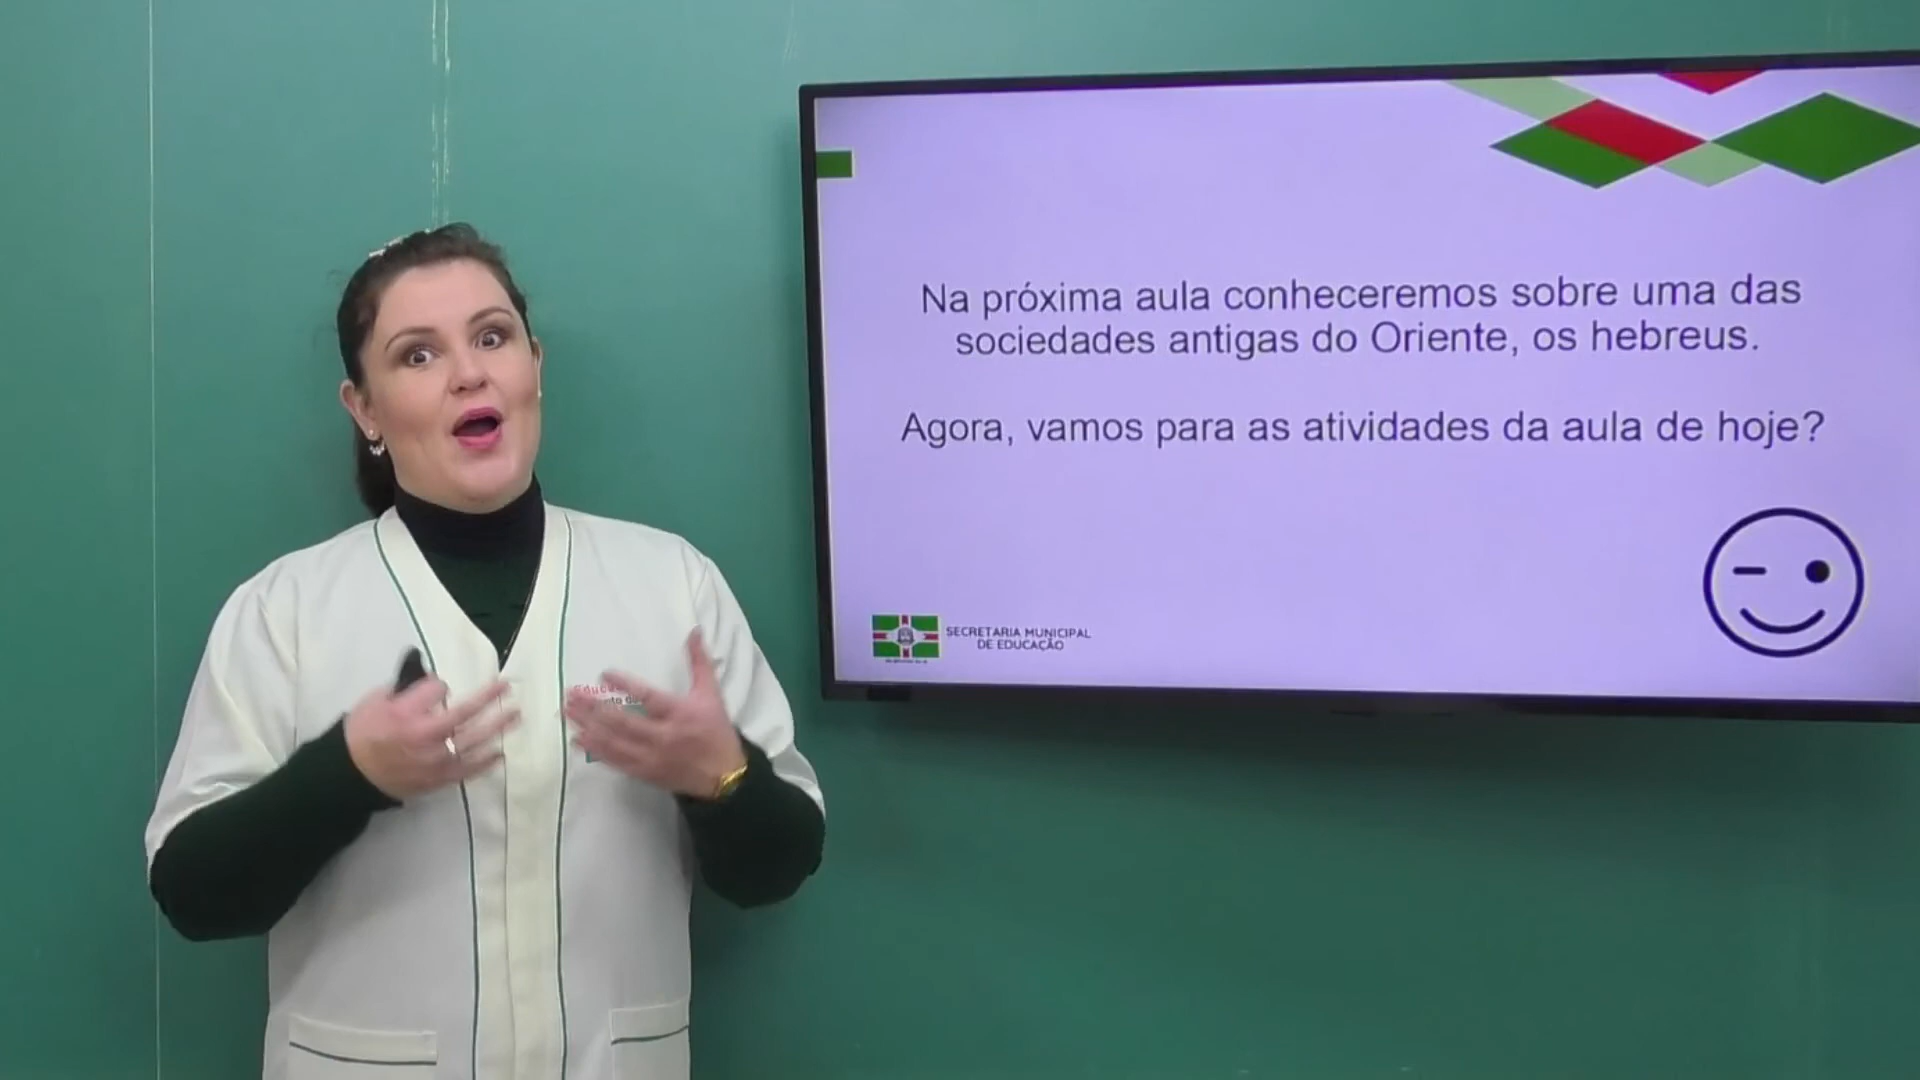 Na próxima aula conheceremos sobre uma das
sociedades antigas do Oriente, os hebreus.
Agora, vamos para as atividades da aula de hoje?
SECRETARIA MUNICIPAL
DE EDUCAÇÃO